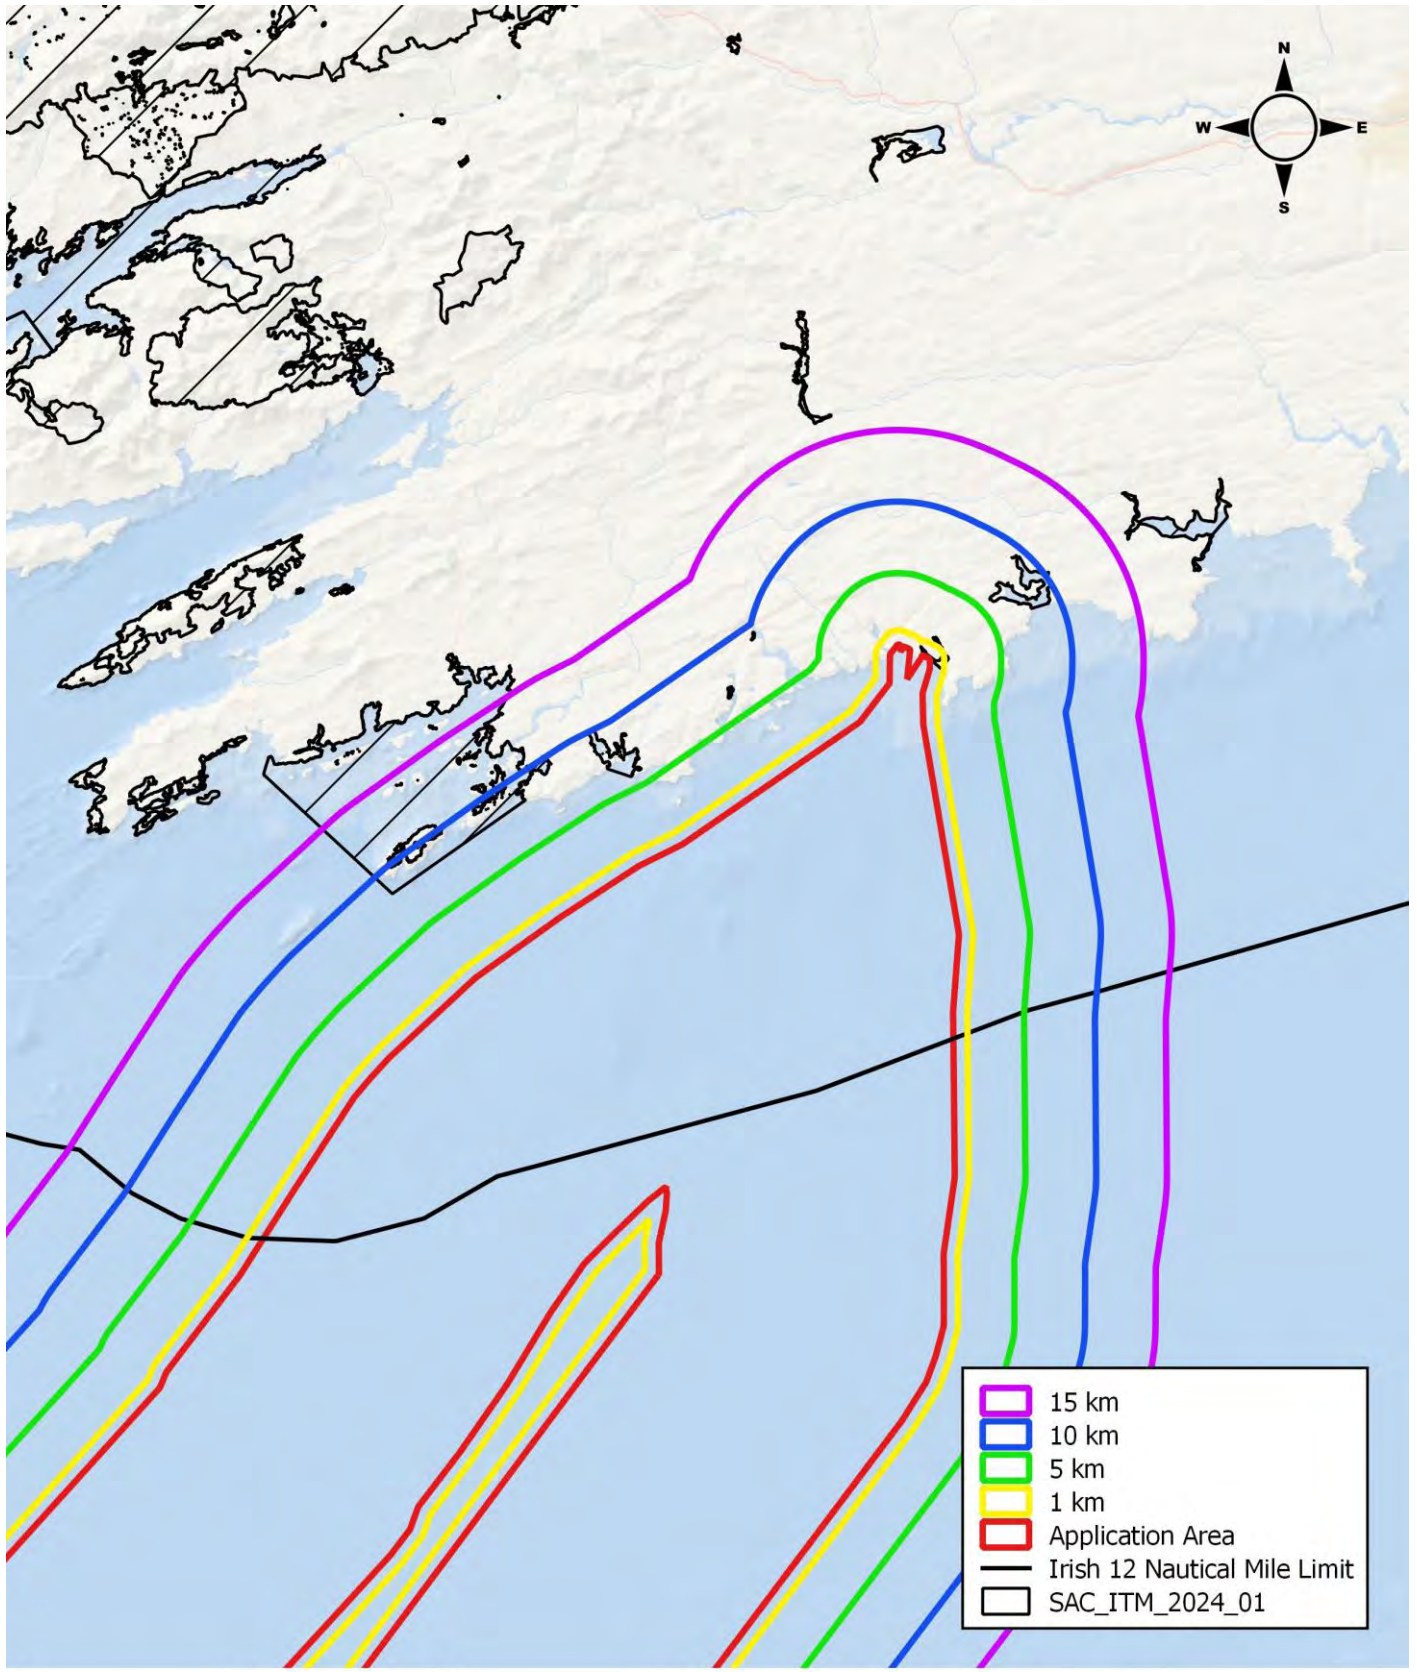 N
W E
S
15 km
10 km
5 km
1 km
Application Area
Irish 12 Nautical Mile Limit
SAC_ITM_2024_01